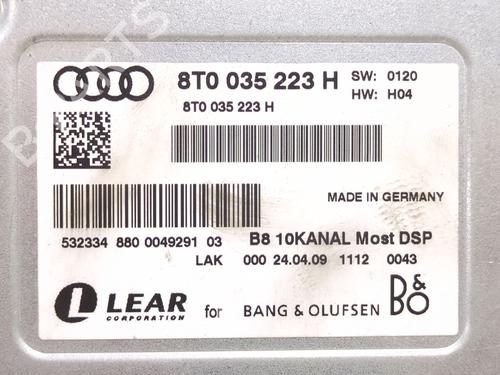 8T0 035 223 H SW: 0120
8T0 035 223 H HW: H04
MADE IN GERMANY
532334 880 0049291 03 B8 10KANAL Most DSP
LAK 000 24.04.09 1112 0043
L LEAR CORPORATION for BANG & OLUFSEN B&O